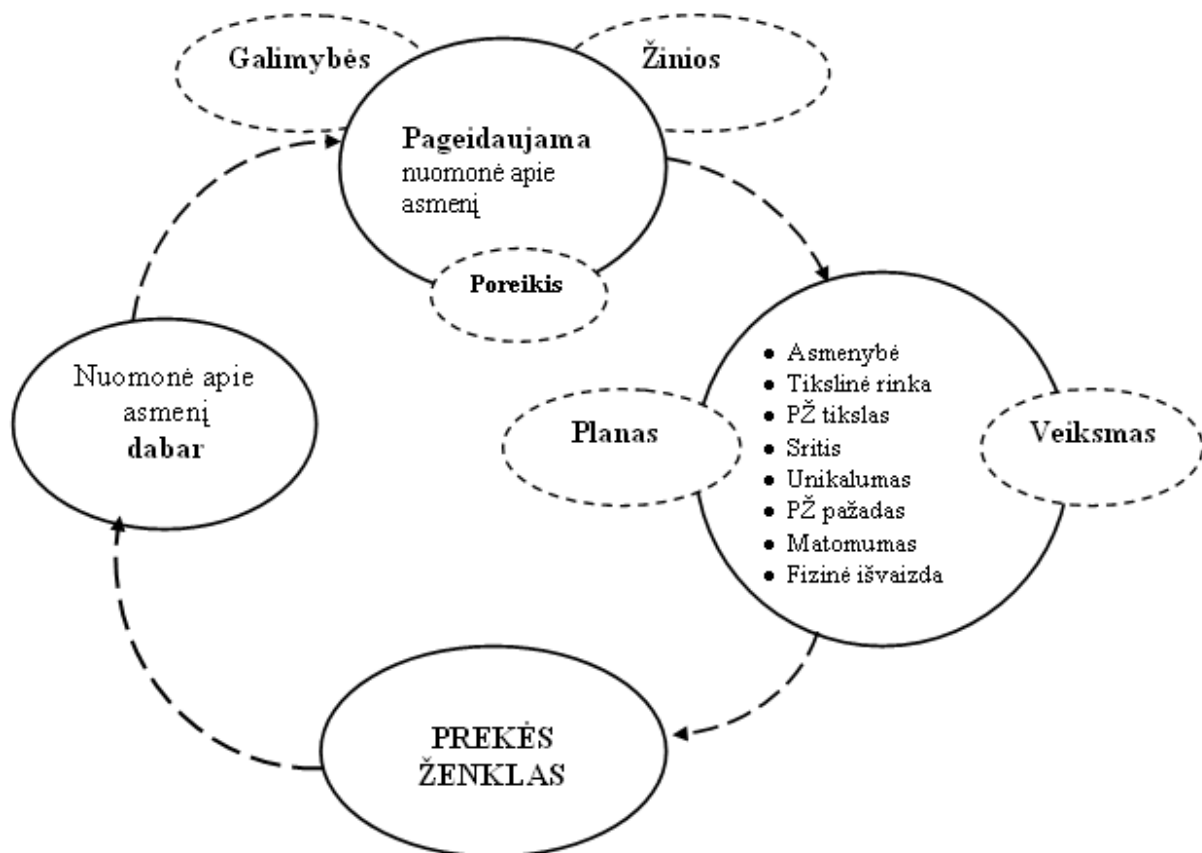 Galimybės
Žinios
Pageidaujama
nuomonė apie
asmenį
Poreikis
Nuomonė apie
asmenį
dabar
Planas
• Asmenybė
• Tikslinė rinka
• PŽ tikslas
• Sritis
• Unikalumas
• PŽ pažadas
• Matomumas
• Fizinė išvaizda
Veiksmas
PREKĖS
ŽENKLAS